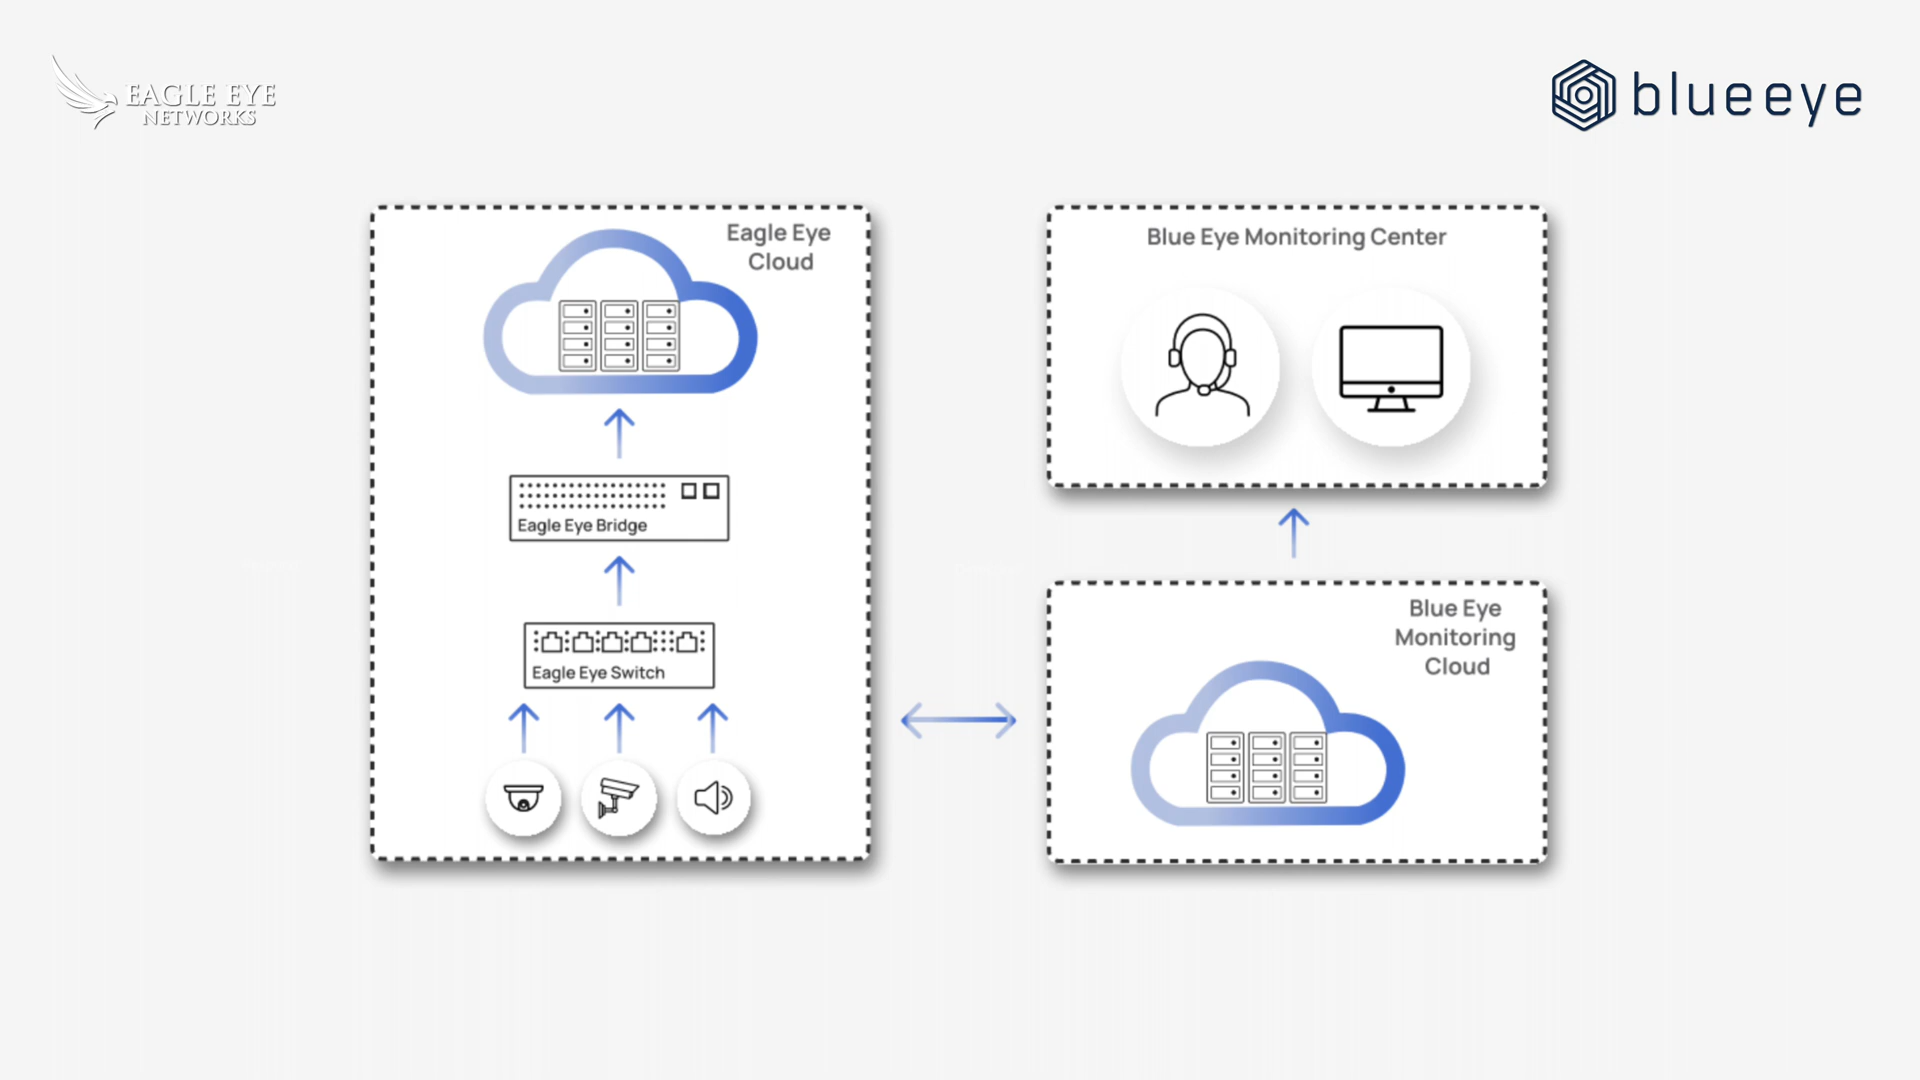 EAGLE EYE
NETWORKS
blueeye
Eagle Eye
Cloud
Eagle Eye Bridge
Eagle Eye Switch
Blue Eye Monitoring Center
Blue Eye
Monitoring
Cloud